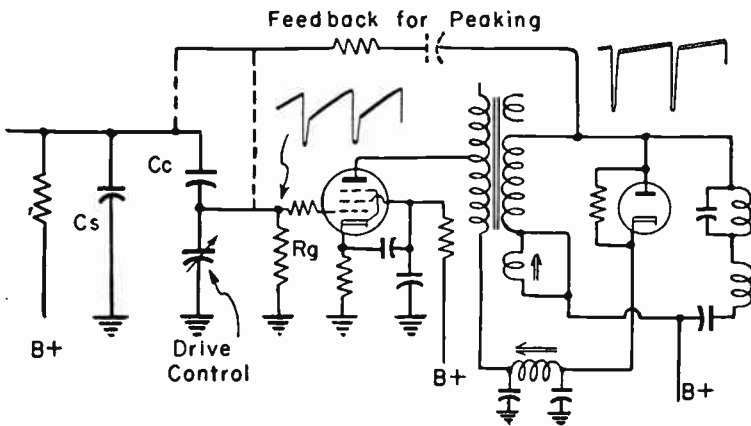 Feedback for Peaking
Cc
Cs
Rg
B+
Drive
Control
B+
B+